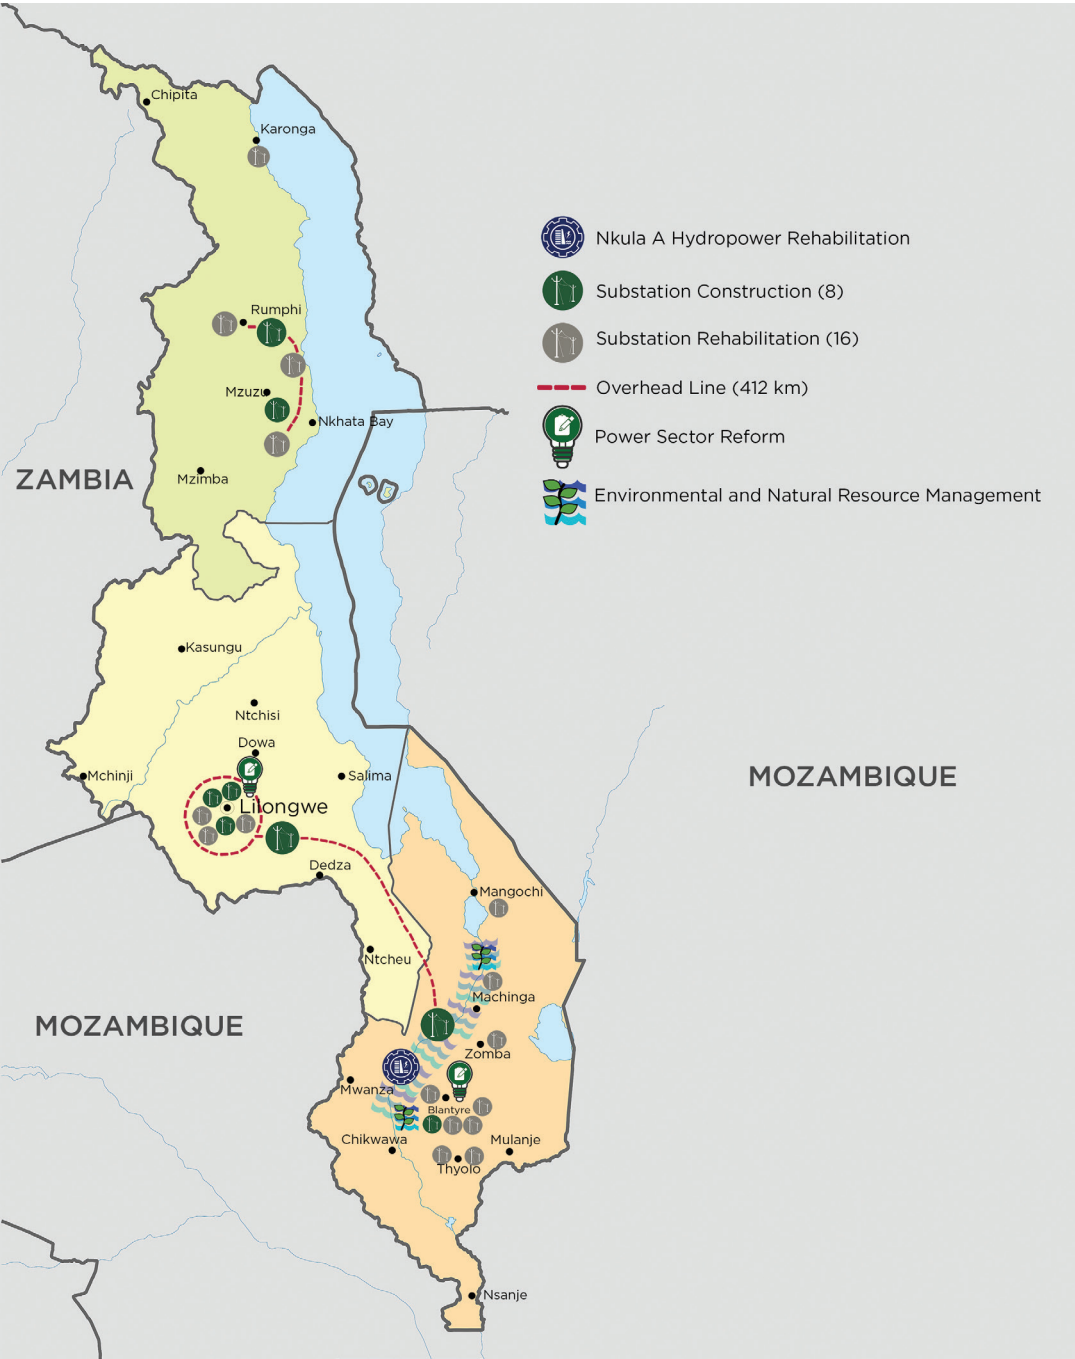 Chipita
Karonga
Nkula A Hydropower Rehabilitation
Substation Construction (8)
Rumphi
Substation Rehabilitation (16)
Overhead Line (412 km)
Mzuzu
Nkhata Bay
Power Sector Reform
ZAMBIA
Mzimba
Environmental and Natural Resource Management
Kasungu
Ntchisi
Dowa
Mchinji
Salima
MOZAMBIQUE
Lilongwe
Dedza
Mangochi
Ntcheu
Machinga
MOZAMBIQUE
Zomba
Mwanza
Blantyre
Chikwawa
Mulanje
Thyolo
Nsanje